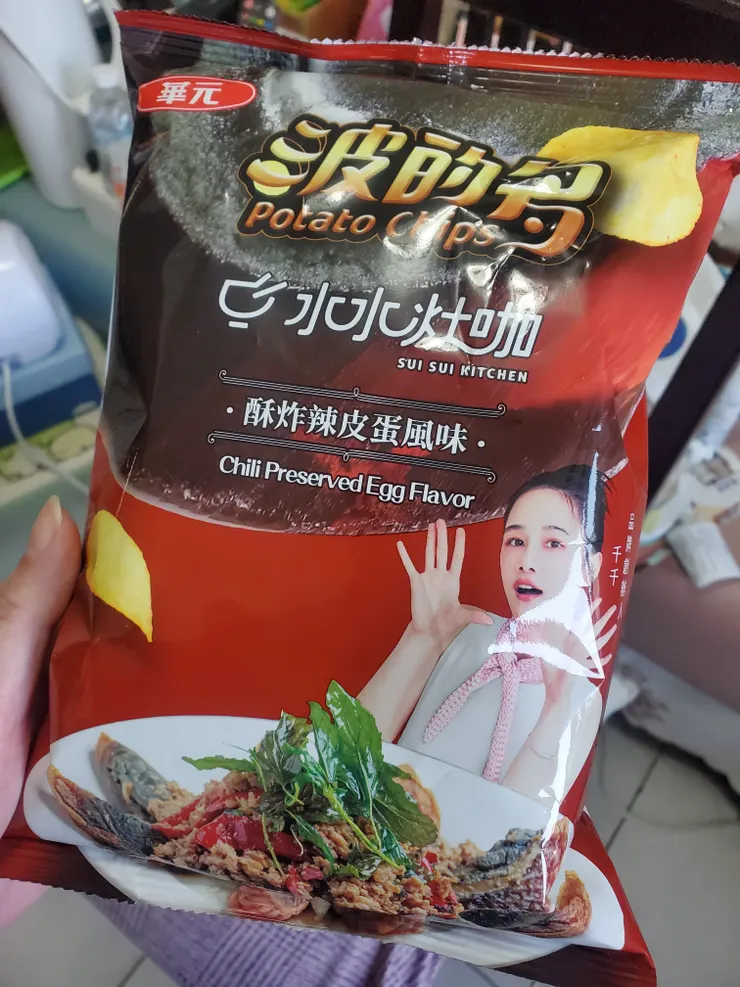 華元
波的多
Potato Chips
水水灶咖
SUI SUI KITCHEN
·酥炸辣皮蛋風味·
Chili Preserved Egg Flavor
千千